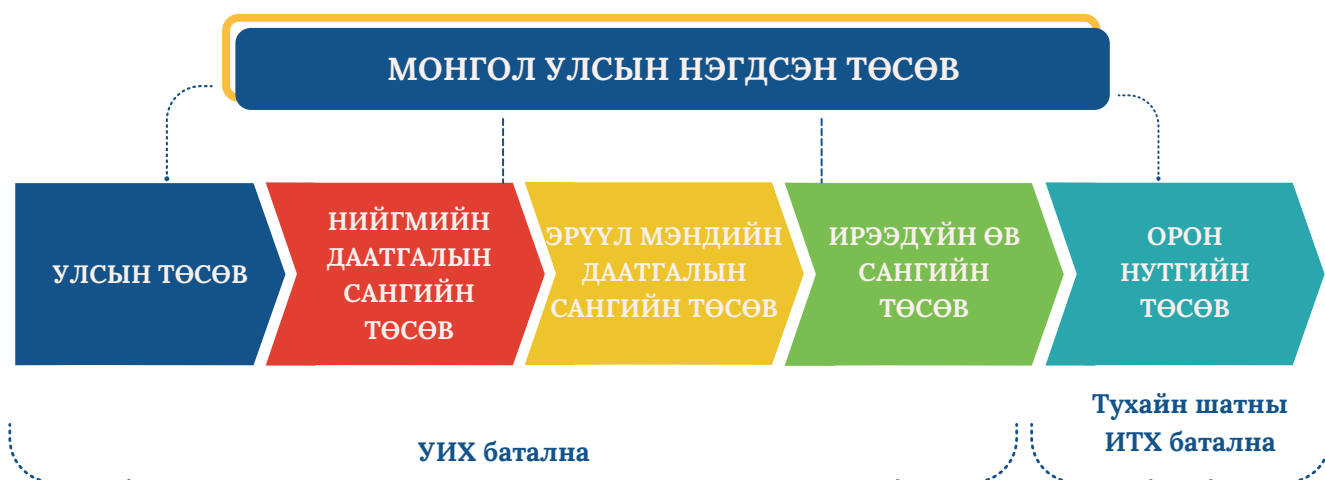 МОНГОЛ УЛСЫН НЭГДСЭН ТӨСӨВ
УЛСЫН ТӨСӨВ
НИЙГМИЙН
ДААТГАЛЫН
САНГИЙН
ТӨСӨВ
ЭРҮҮЛ МЭНДИЙН
ДААТГАЛЫН
САНГИЙН ТӨСӨВ
ИРЭЭДҮЙН ӨВ
САНГИЙН
ТӨСӨВ
ОРОН
НУТГИЙН
ТӨСӨВ
УИХ батална
Тухайн шатны
ИТХ батална